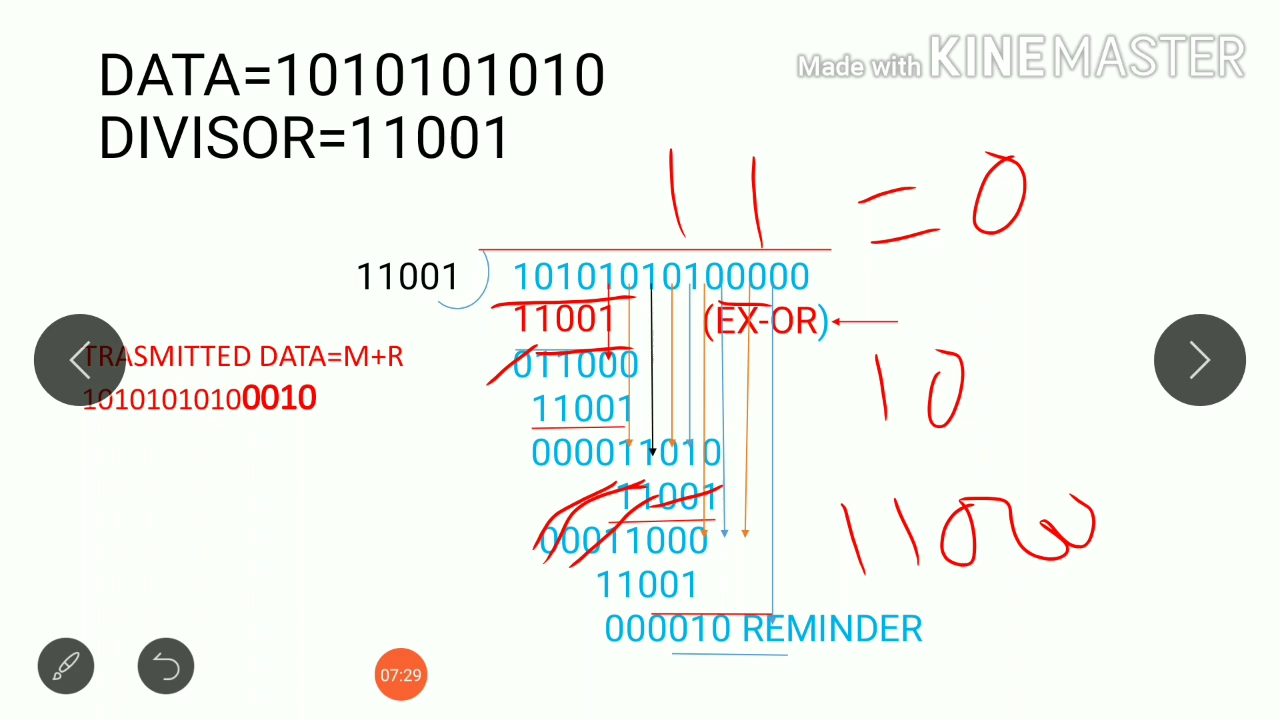 DATA=1010101010
Made with KINEMASTER
DIVISOR=11001
11 = 0
11001 10101010100000
11001 (EX-OR)
TRASMITTED DATA=M+R
011000
10
10101010100010
11001
000011010
11001
00011000
1100
11001
000010 REMINDER
07:29